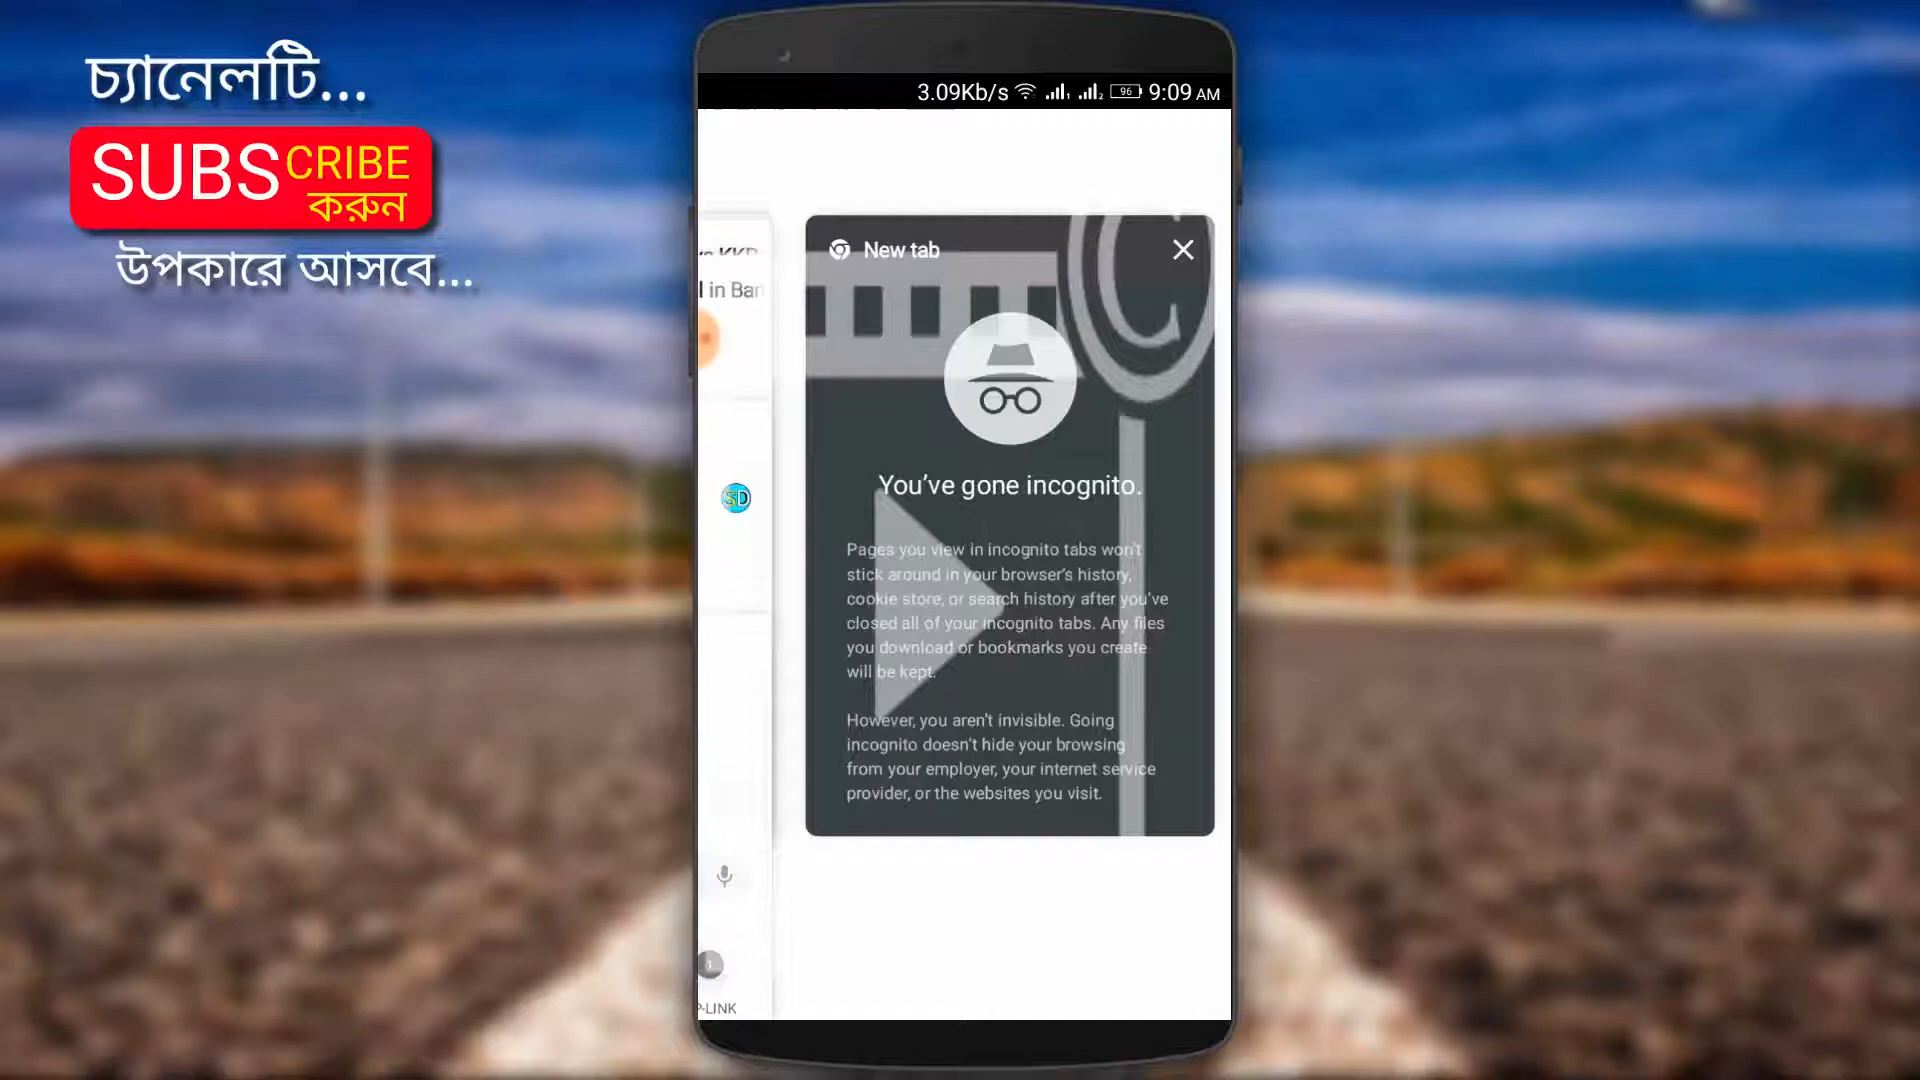 চ্যানেলটি...
SUBSCRIBE
করুন
উপকারে আসবে...
3.09Kb/s 96 9:09 AM
New tab
l in Ban
SD
You've gone incognito.
Pages you view in incognito tabs won't
stick around in your browser's history,
cookie store, or search history after you've
closed all of your incognito tabs. Any files
you download or bookmarks you create
will be kept.
However, you aren't invisible. Going
incognito doesn't hide your browsing
from your employer, your internet service
provider, or the websites you visit.
1
P-LINK